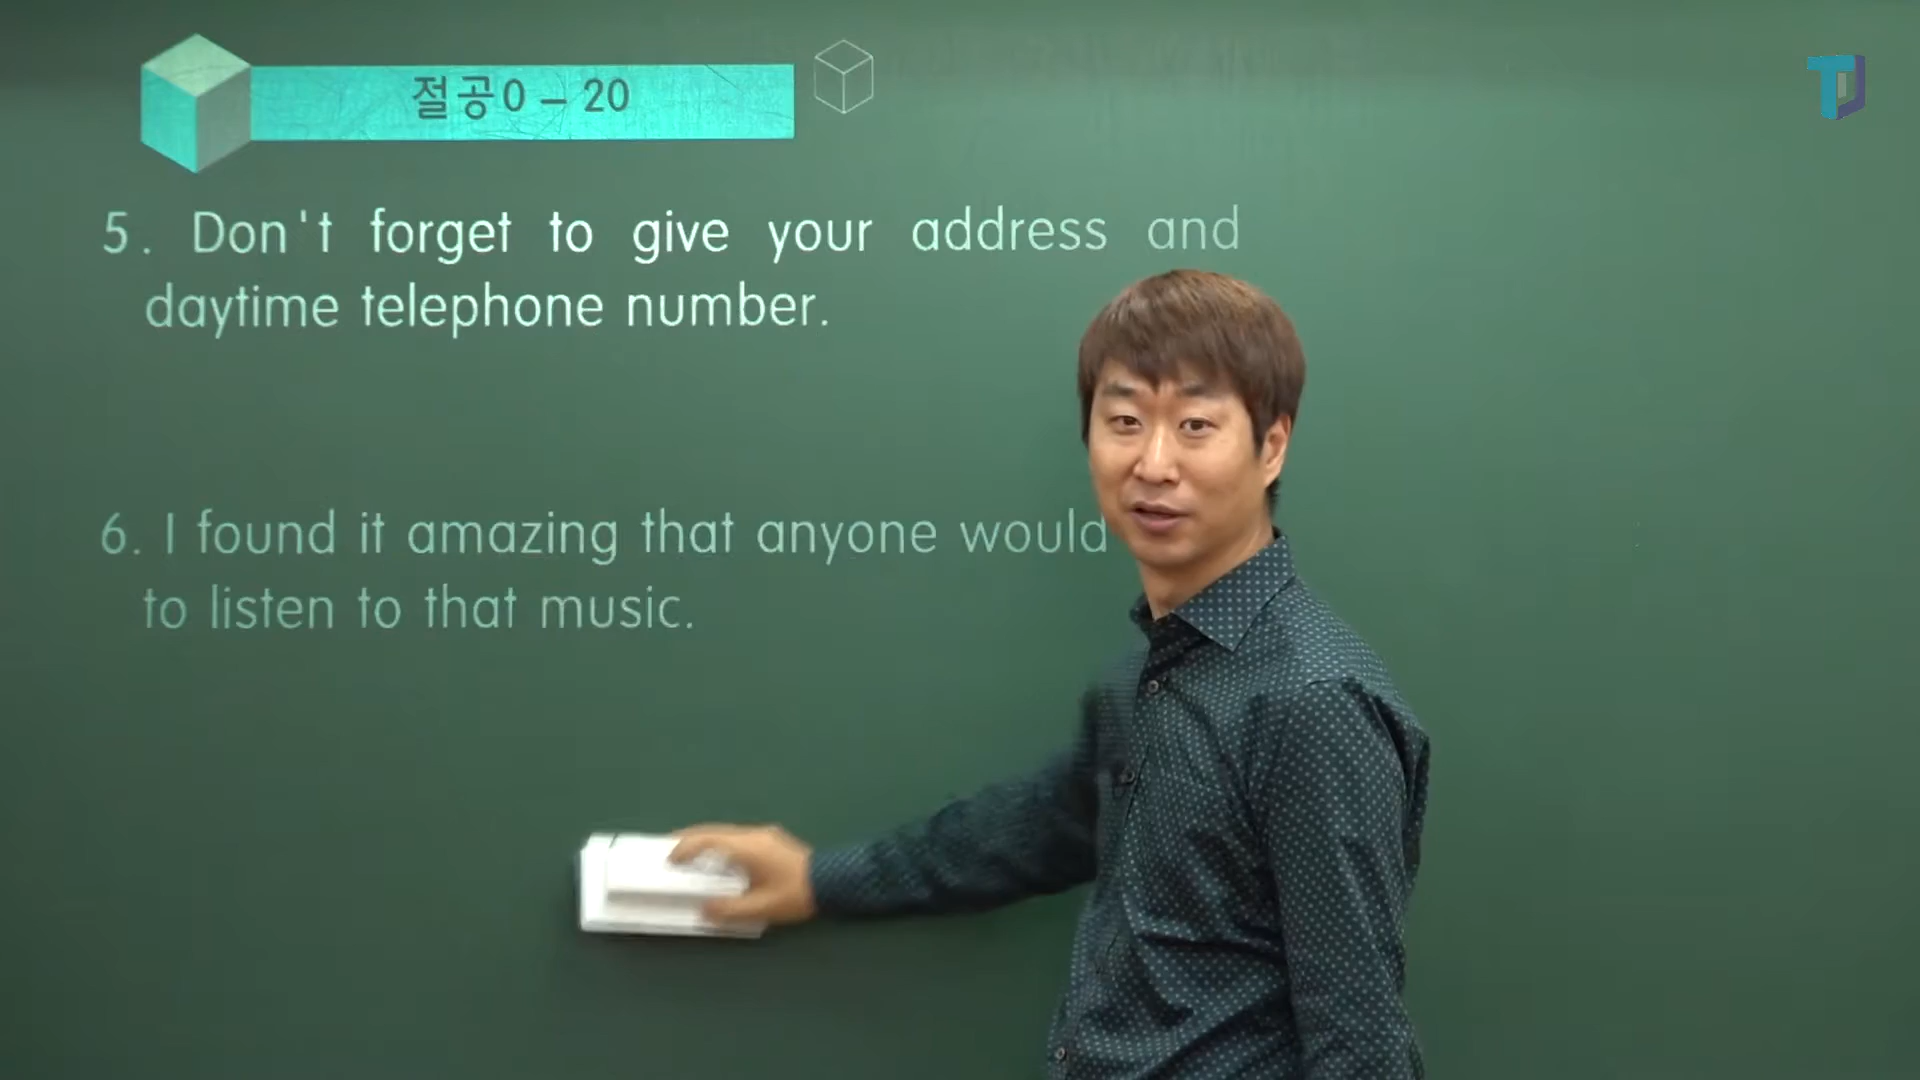 절공0 – 20
5. Don't forget to give your address and
daytime telephone number.
6. I found it amazing that anyone would
to listen to that music.